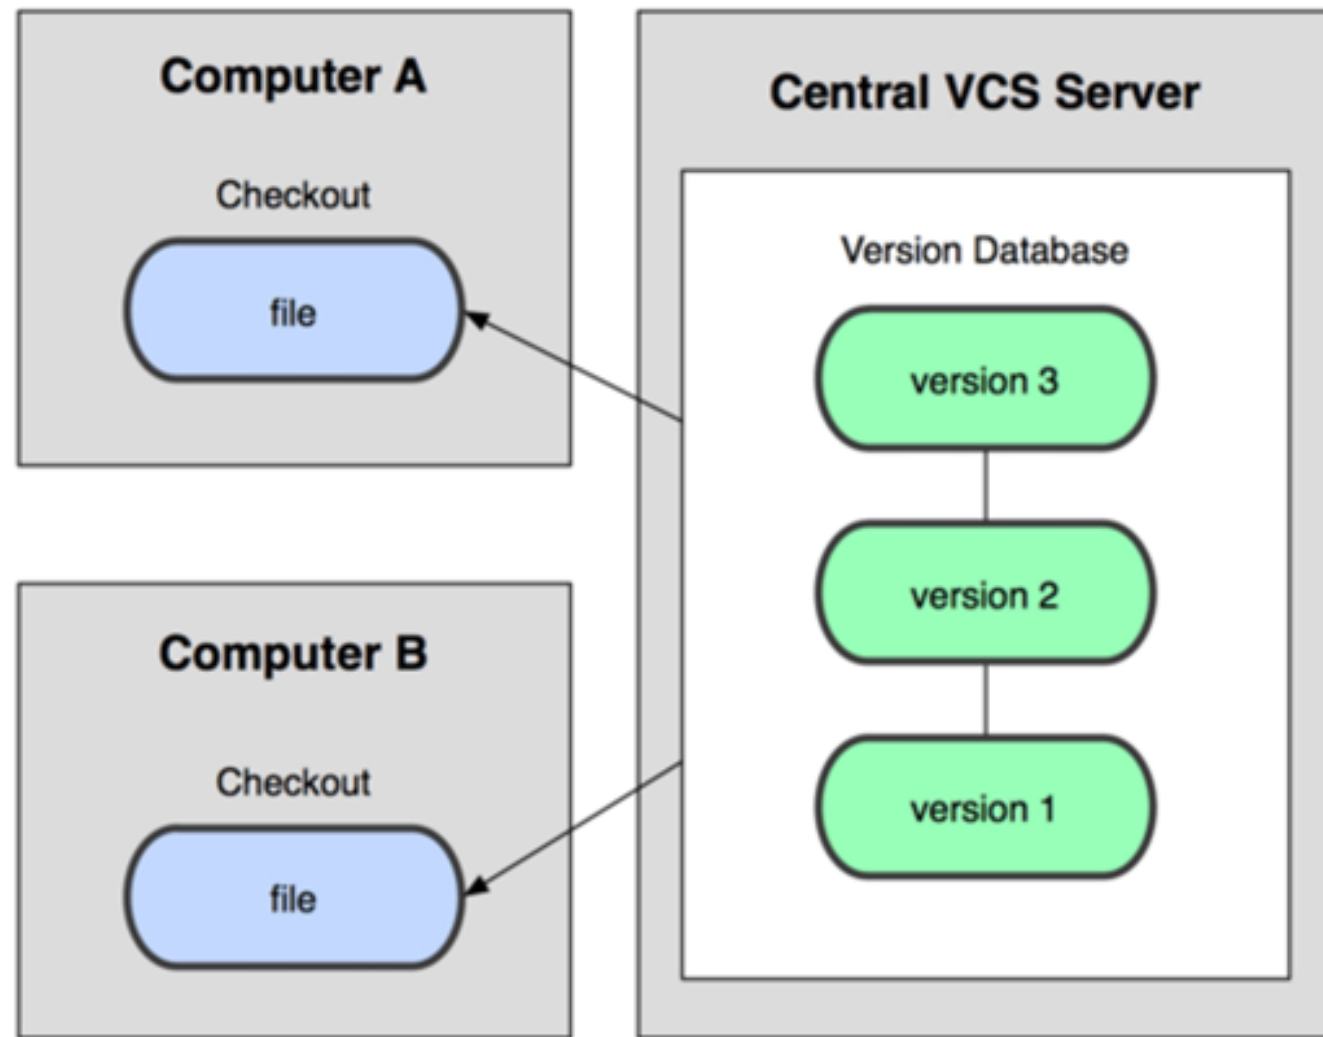 Computer A
Checkout
file
Computer B
Checkout
file
Central VCS Server
Version Database
version 3
version 2
version 1